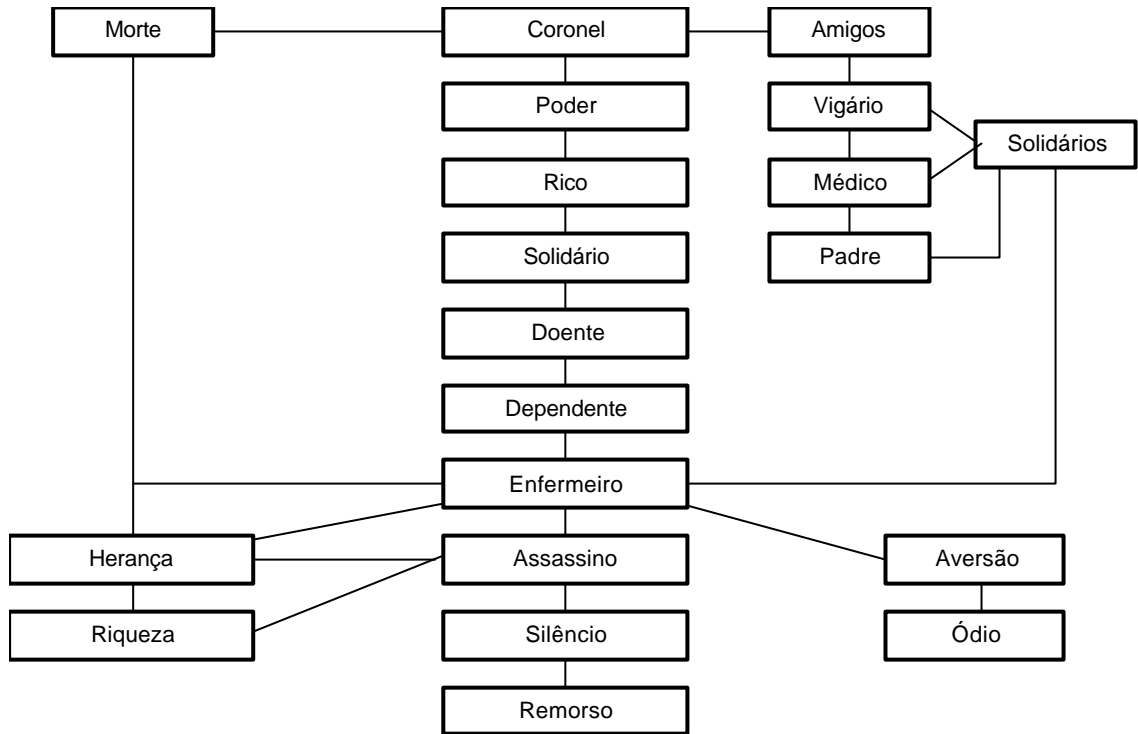 Morte
Coronel
Amigos
Poder
Vigário
Solidários
Rico
Médico
Solidário
Padre
Doente
Dependente
Enfermeiro
Herança
Assassino
Aversão
Riqueza
Silêncio
Ódio
Remorso